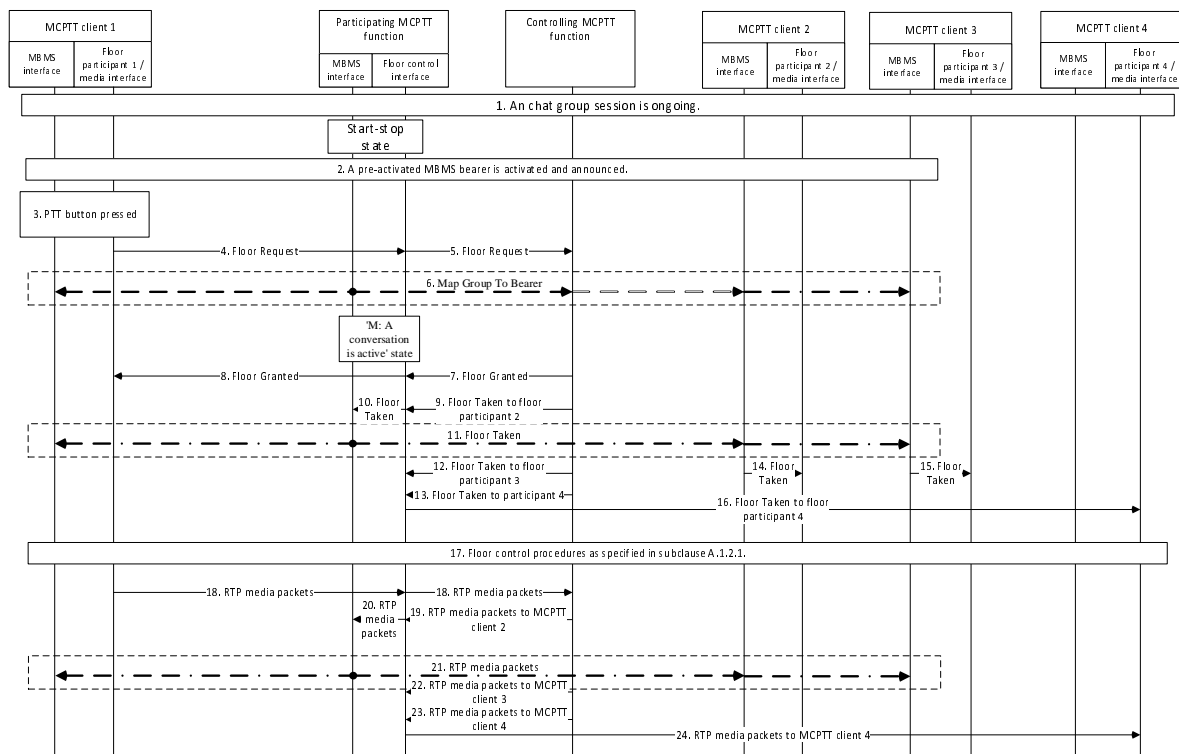 MCPTT client 1
MBMS
interface
Floor
participant 1 /
media interface
Participating MCPTT
function
MBMS
interface
Floor control
interface
Controlling MCPTT
function
MCPTT client 2
MBMS
interface
Floor
participant 2 /
media interface
MCPTT client 3
MBMS
interface
Floor
participant 3 /
media interface
MCPTT client 4
MBMS
interface
Floor
participant 4 /
media interface
1. An chat group session is ongoing.
Start-stop
state
2. A pre-activated MBMS bearer is activated and announced.
3. PTT button pressed
4. Floor Request
5. Floor Request
6. Map Group To Bearer
'M: A
conversation
is active' state
8. Floor Granted
7. Floor Granted
10. Floor
Taken
9. Floor Taken to floor
participant 2
11. Floor Taken
12. Floor Taken to floor
participant 3
14. Floor
Taken
15. Floor
Taken
13. Floor Taken to participant 4
16. Floor Taken to floor
participant 4
17. Floor control procedures as specified in subclause A.1.2.1.
18. RTP media packets
18. RTP media packets
20. RTP
media
packets
19. RTP media packets to MCPTT
client 2
21. RTP media packets
22. RTP media packets to MCPTT
client 3
23. RTP media packets to MCPTT
client 4
24. RTP media packets to MCPTT client 4